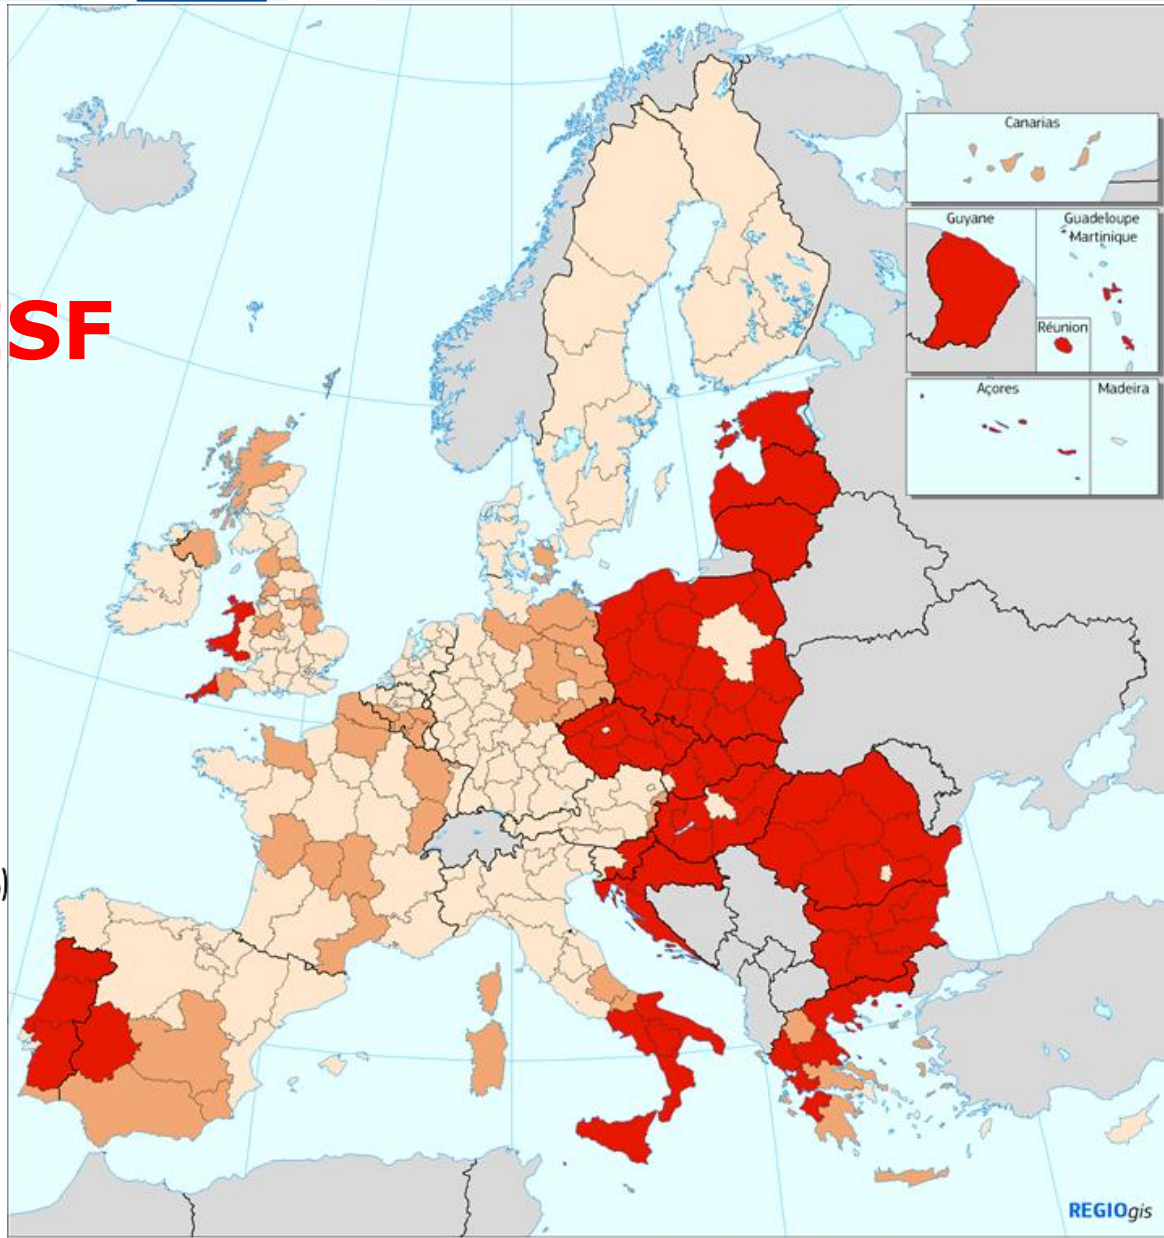 Canarias
Guyane
Guadeloupe
Martinique
Réunion
SF
Açores
Madeira
)
REGIOgis